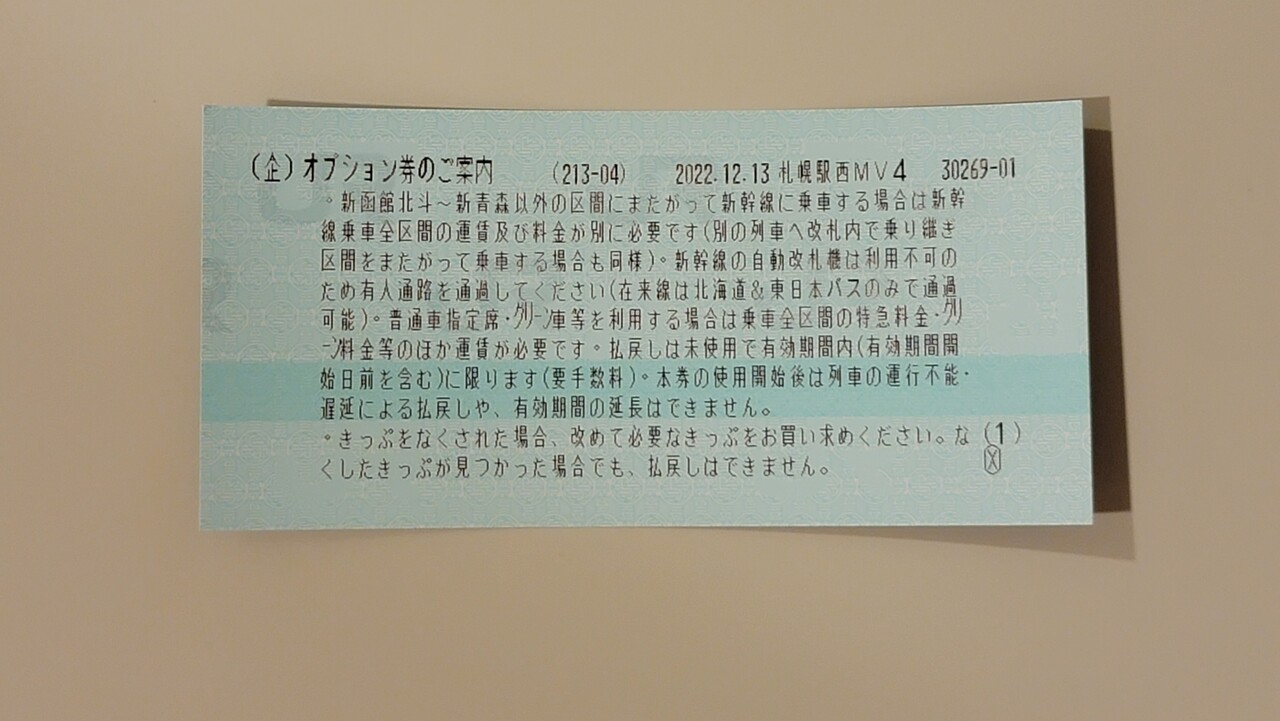 (企)オプション券のご案内 (213-04) 2022.12.13 札幌駅西MV4 30269-01
・新函館北斗〜新青森以外の区間にまたがって新幹線に乗車する場合は新幹
線乗車全区間の運賃及び料金が別に必要です(別の列車へ改札内で乗り継ぎ
区間をまたがって乗車する場合も同様)。新幹線の自動改札機は利用不可の
ため有人通路を通過してください(在来線は北海道&東日本パスのみで通過
可能)。普通車指定席・グリーン車等を利用する場合は乗車全区間の特急料金・グリ
ーン料金等のほか運賃が必要です。払戻しは未使用で有効期間内(有効期間開
始日前を含む)に限ります(要手数料)。本券の使用開始後は列車の運行不能・
遅延による払戻しや、有効期間の延長はできません。
・きっぷをなくされた場合、改めて必要なきっぷをお買い求めください。な (1)
くしたきっぷが見つかった場合でも、払戻しはできません。 X